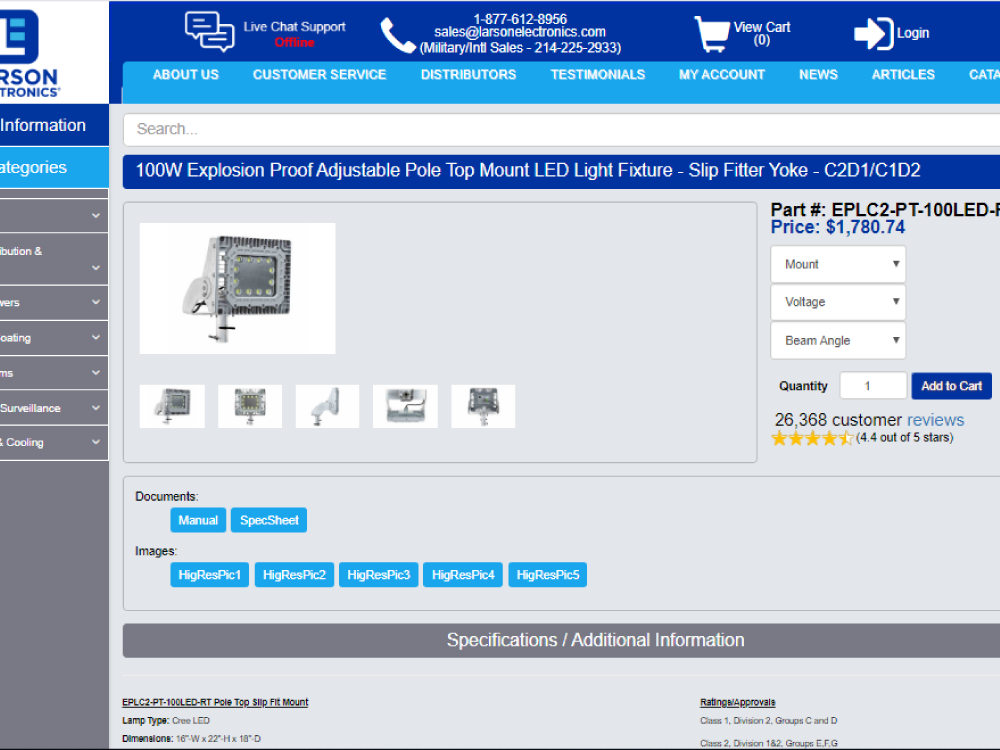 ARSON
TRONICS
Live Chat Support
Offline
1-877-612-8956
sales@larsonelectronics.com
(Military/Intl Sales - 214-225-2933)
View Cart
(0)
Login
ABOUT US CUSTOMER SERVICE DISTRIBUTORS TESTIMONIALS MY ACCOUNT NEWS ARTICLES CATA
Information
ategories
ibution &
wers
oating
ms
Surveillance
& Cooling
Search...
100W Explosion Proof Adjustable Pole Top Mount LED Light Fixture - Slip Fitter Yoke - C2D1/C1D2
Part #: EPLC2-PT-100LED-R
Price: $1,780.74
Mount
Voltage
Beam Angle
Quantity 1 Add to Cart
26,368 customer reviews
(4.4 out of 5 stars)
Documents:
Manual SpecSheet
Images:
HigResPic1 HigResPic2 HigResPic3 HigResPic4 HigResPic5
Specifications / Additional Information
EPLC2-PT-100LED-RT Pole Top Slip Fit Mount
Lamp Type: Cree LED
Dimensions: 16"-W x 22"-H x 18"-D
Ratings/Approvals
Class 1, Division 2, Groups C and D
Class 2, Division 1&2, Groups E,F,G